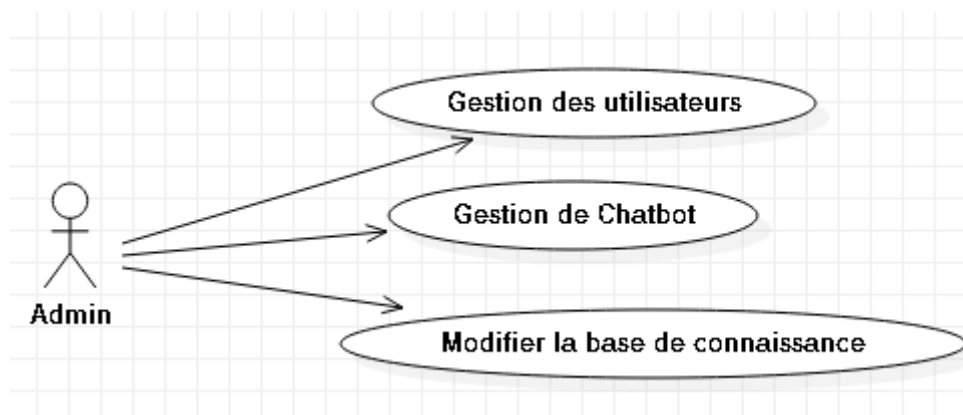 Gestion des utilisateurs
Gestion de Chatbot
Admin
Modifier la base de connaissance